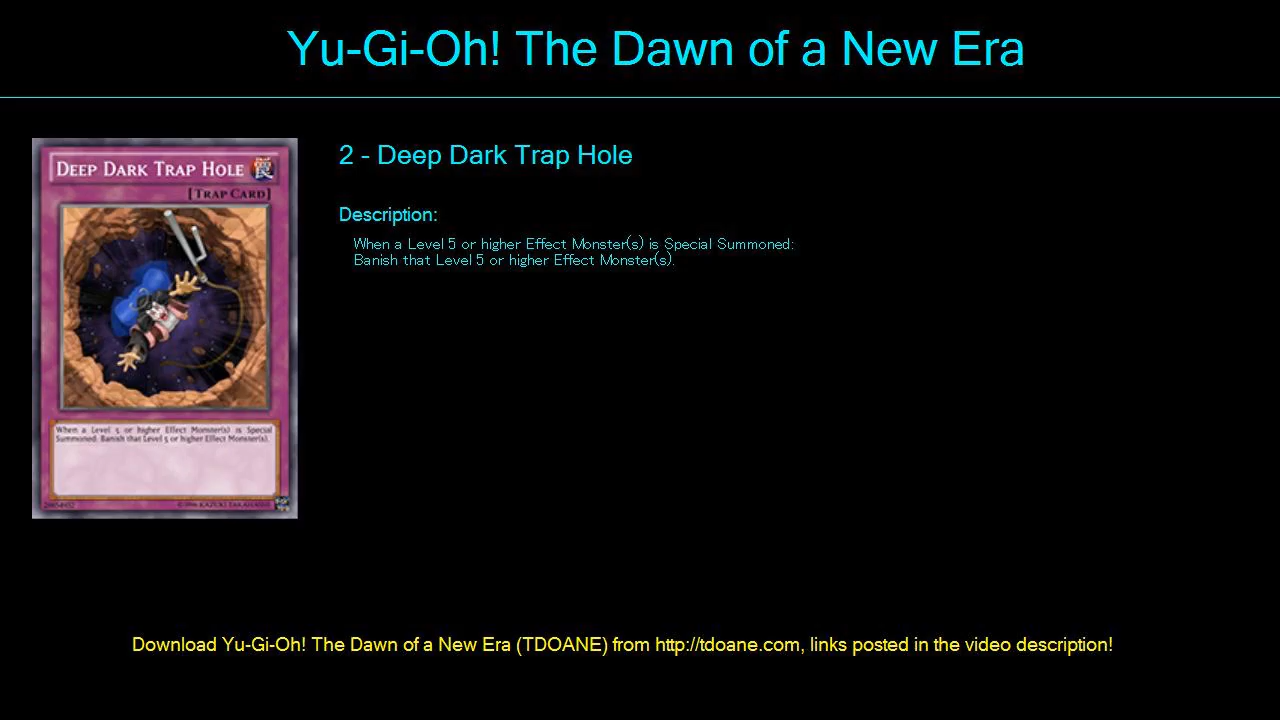 Yu-Gi-Oh! The Dawn of a New Era
2 - Deep Dark Trap Hole
Description:
When a Level 5 or higher Effect Monster(s) is Special Summoned:
Banish that Level 5 or higher Effect Monster(s).
DEEP DARK TRAP HOLE 罠
[TRAP CARD]
When a Level 5 or higher Effect Monster(s) is Special
Summoned: Banish that Level 5 or higher Effect Monster(s).
KAZUKI TAKAHASHI
Download Yu-Gi-Oh! The Dawn of a New Era (TDOANE) from http://tdoane.com, links posted in the video description!